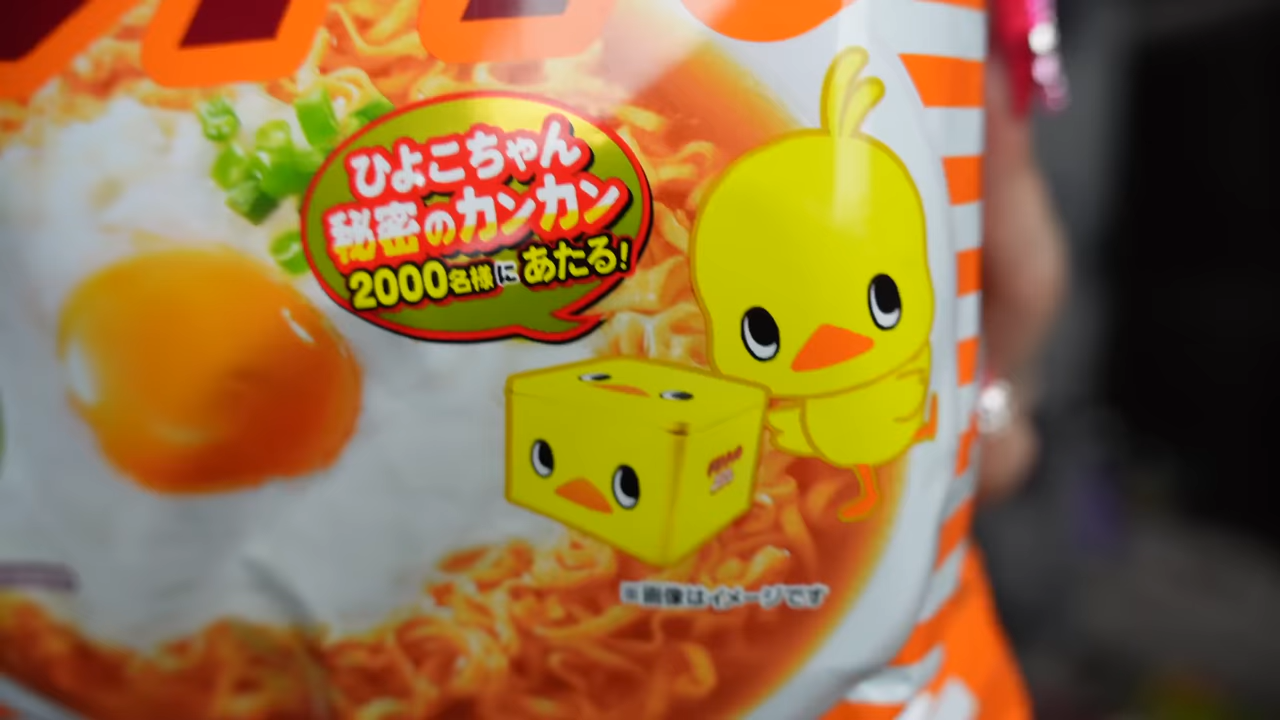 ひよこちゃん
秘密のカンカン
2000名様にあたる!
※画像はイメージです